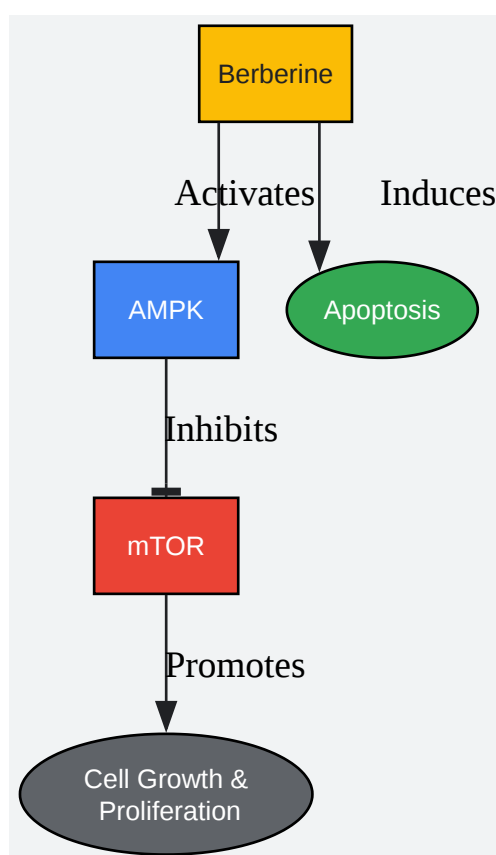 Berberine
Activates
Induces
AMPK
Apoptosis
Inhibits
mTOR
Promotes
Cell Growth &
Proliferation